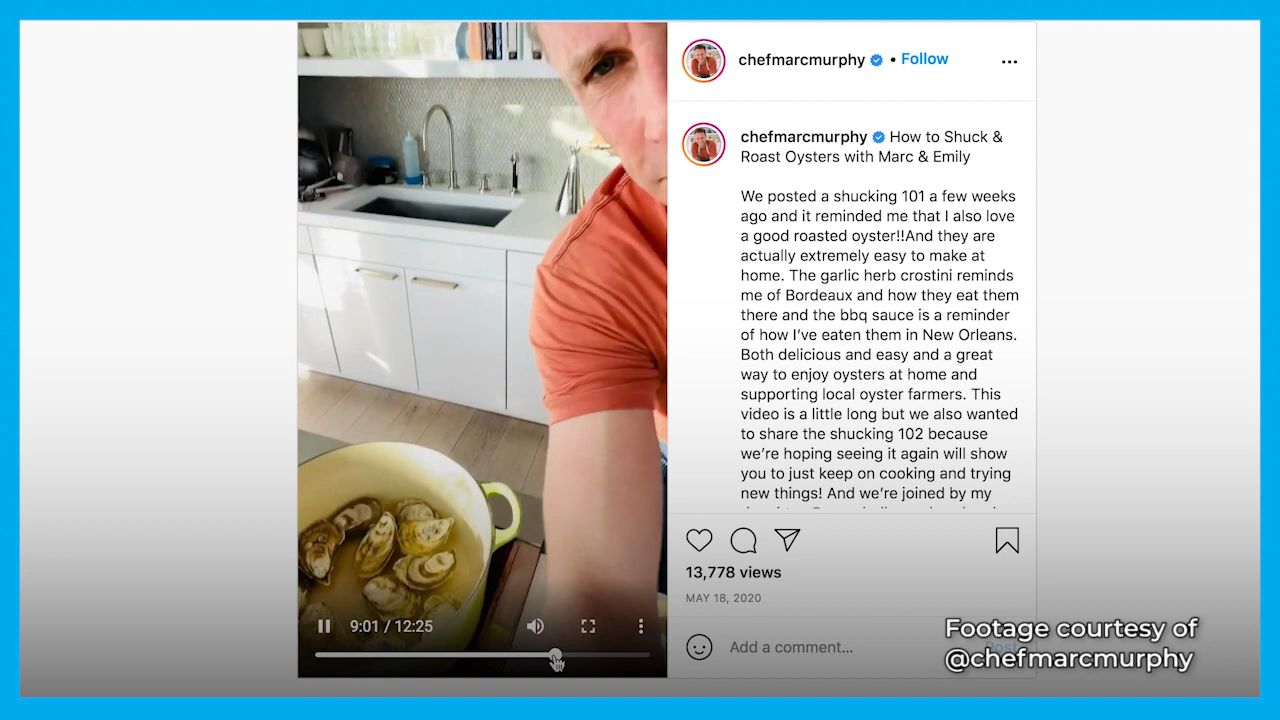 chefmarcmurphy • Follow
chefmarcmurphy How to Shuck &
Roast Oysters with Marc & Emily
We posted a shucking 101 a few weeks
ago and it reminded me that I also love
a good roasted oyster!!And they are
actually extremely easy to make at
home. The garlic herb crostini reminds
me of Bordeaux and how they eat them
there and the bbq sauce is a reminder
of how I’ve eaten them in New Orleans.
Both delicious and easy and a great
way to enjoy oysters at home and
supporting local oyster farmers. This
video is a little long but we also wanted
to share the shucking 102 because
we’re hoping seeing it again will show
you to just keep on cooking and trying
new things! And we’re joined by my
13,778 views
MAY 18, 2020
9:01 / 12:25
Add a comment...
Footage courtesy of
@chefmarcmurphy